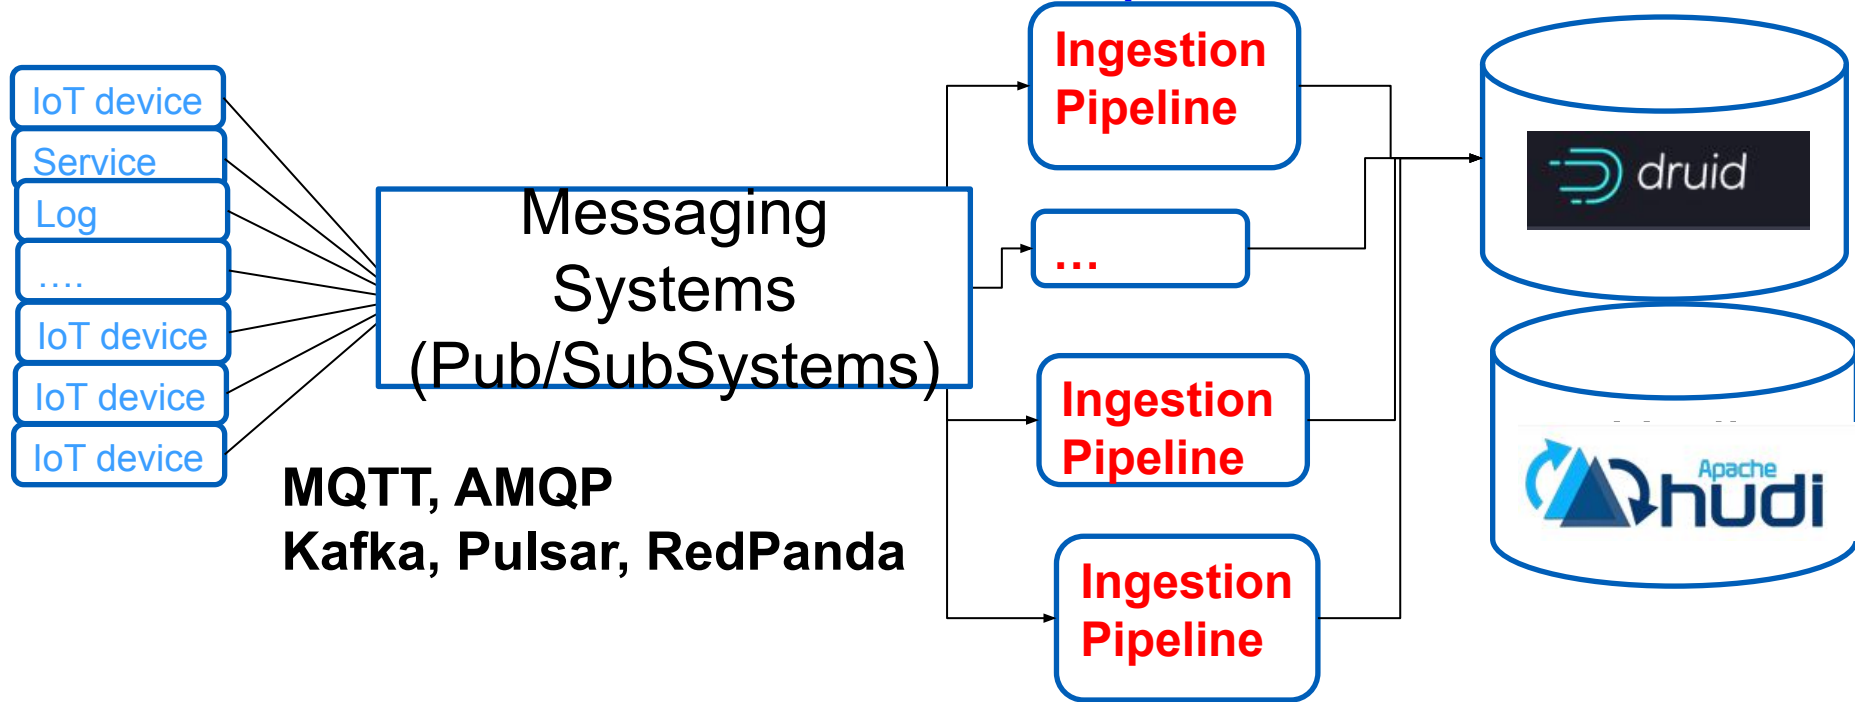 IoT device
Service
Log
....
IoT device
IoT device
IoT device
Messaging
Systems
(Pub/SubSystems)
MQTT, AMQP
Kafka, Pulsar, RedPanda
Ingestion
Pipeline
...
Ingestion
Pipeline
Ingestion
Pipeline
druid
Apache
hudi